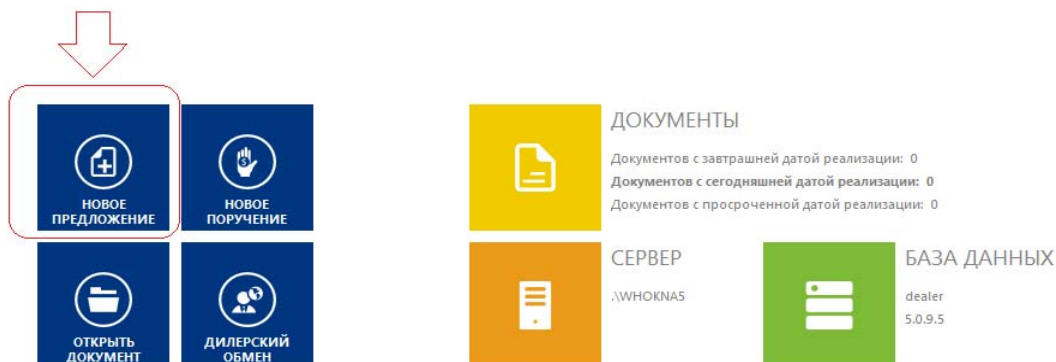 НОВОЕ
ПРЕДЛОЖЕНИЕ
НОВОЕ
ПОРУЧЕНИЕ
ОТКРЫТЬ
ДОКУМЕНТ
ДИЛЕРСКИЙ
ОБМЕН
ДОКУМЕНТЫ
Документов с завтрашней датой реализации: 0
Документов с сегодняшней датой реализации: 0
Документов с просроченной датой реализации: 0
СЕРВЕР
.\WHOKNA5
БАЗА ДАННЫХ
dealer
5.0.9.5